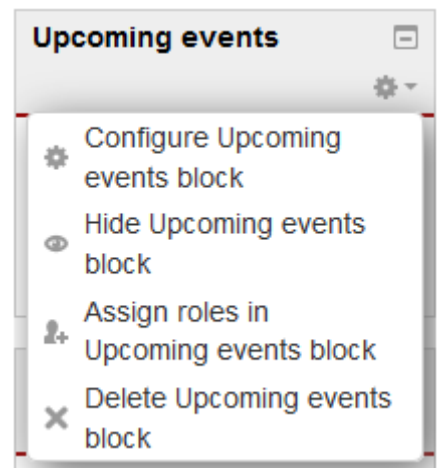 Upcoming events
Configure Upcoming
events block
Hide Upcoming events
block
Assign roles in
Upcoming events block
Delete Upcoming events
block